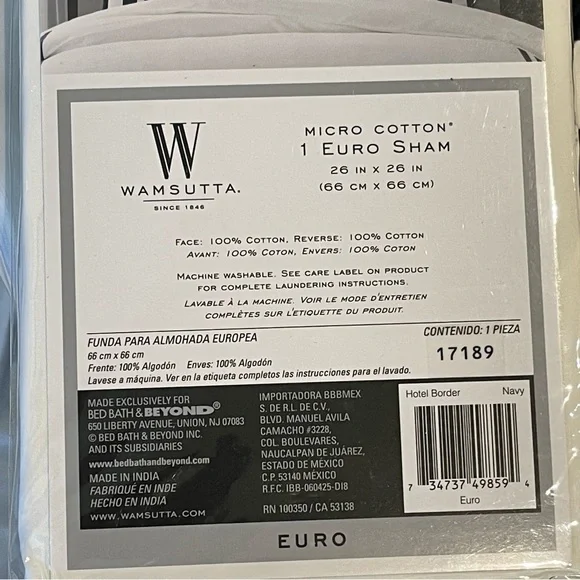 W
WAMSUTTA.
SINCE 1846
MICRO COTTON®
1 EURO SHAM
26 IN X 26 IN
(66 CM X 66 CM)
FACE: 100% COTTON, REVERSE: 100% COTTON
AVANT: 100% COTON, ENVERS: 100% COTON
MACHINE WASHABLE. SEE CARE LABEL ON PRODUCT
FOR COMPLETE LAUNDERING INSTRUCTIONS.
LAVABLE À LA MACHINE. VOIR LE MODE D'ENTRETIEN
COMPLÈTES SUR L'ETIQUETTE DU PRODUIT.
FUNDA PARA ALMOHADA EUROPEA
66 cm x 66 cm
Frente: 100% Algodón Enves: 100% Algodón
Lavese a máquina. Ver en la etiqueta completos las instrucciones para el lavado.
CONTENIDO: 1 PIEZA
17189
MADE EXCLUSIVELY FOR
BED BATH & BEYOND®
650 LIBERTY AVENUE, UNION, NJ 07083
© BED BATH & BEYOND INC.
AND ITS SUBSIDIARIES
www.bedbathandbeyond.com
MADE IN INDIA
FABRIQUÉ EN INDE
HECHO EN INDIA
WWW.WAMSUTTA.COM
IMPORTADORA BBBMEX
S. DE R.L. DE C.V.,
BLVD. MANUEL AVILA
CAMACHO #3228,
COL. BOULEVARES,
NAUCALPAN DE JUÁREZ,
ESTADO DE MÉXICO
C.P. 53140 MÉXICO
R.F.C. IBB-060425-DI8
RN 100350 / CA 53138
Hotel Border Navy
7 34737 49859 4
Euro
EURO